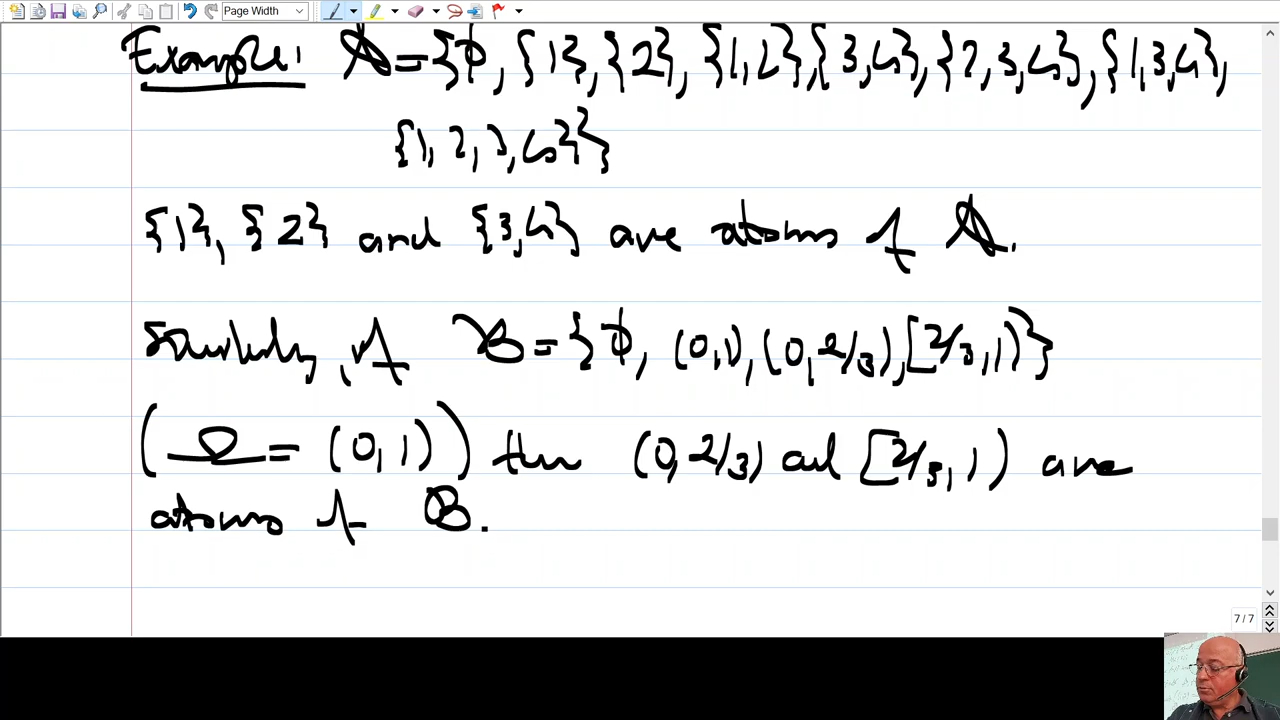 Page Width
Example: A = {ϕ, {1}, {2}, {1,2}, {3,4}, {2,3,4}, {1,3,4},
{1,2,3,4}}
{1}, {2} and {3,4} are atoms of A.
Similarly, if B = {ϕ, (0,1), (0,2/3), [2/3,1)}
(Ω = (0,1)) then (0,2/3) and [2/3,1) are
atoms of B.
7/7